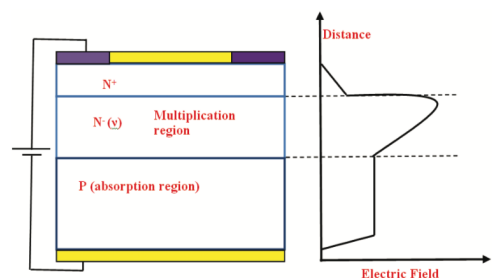 Distance
N+
N- (ν) Multiplication
region
P (absorption region)
Electric Field